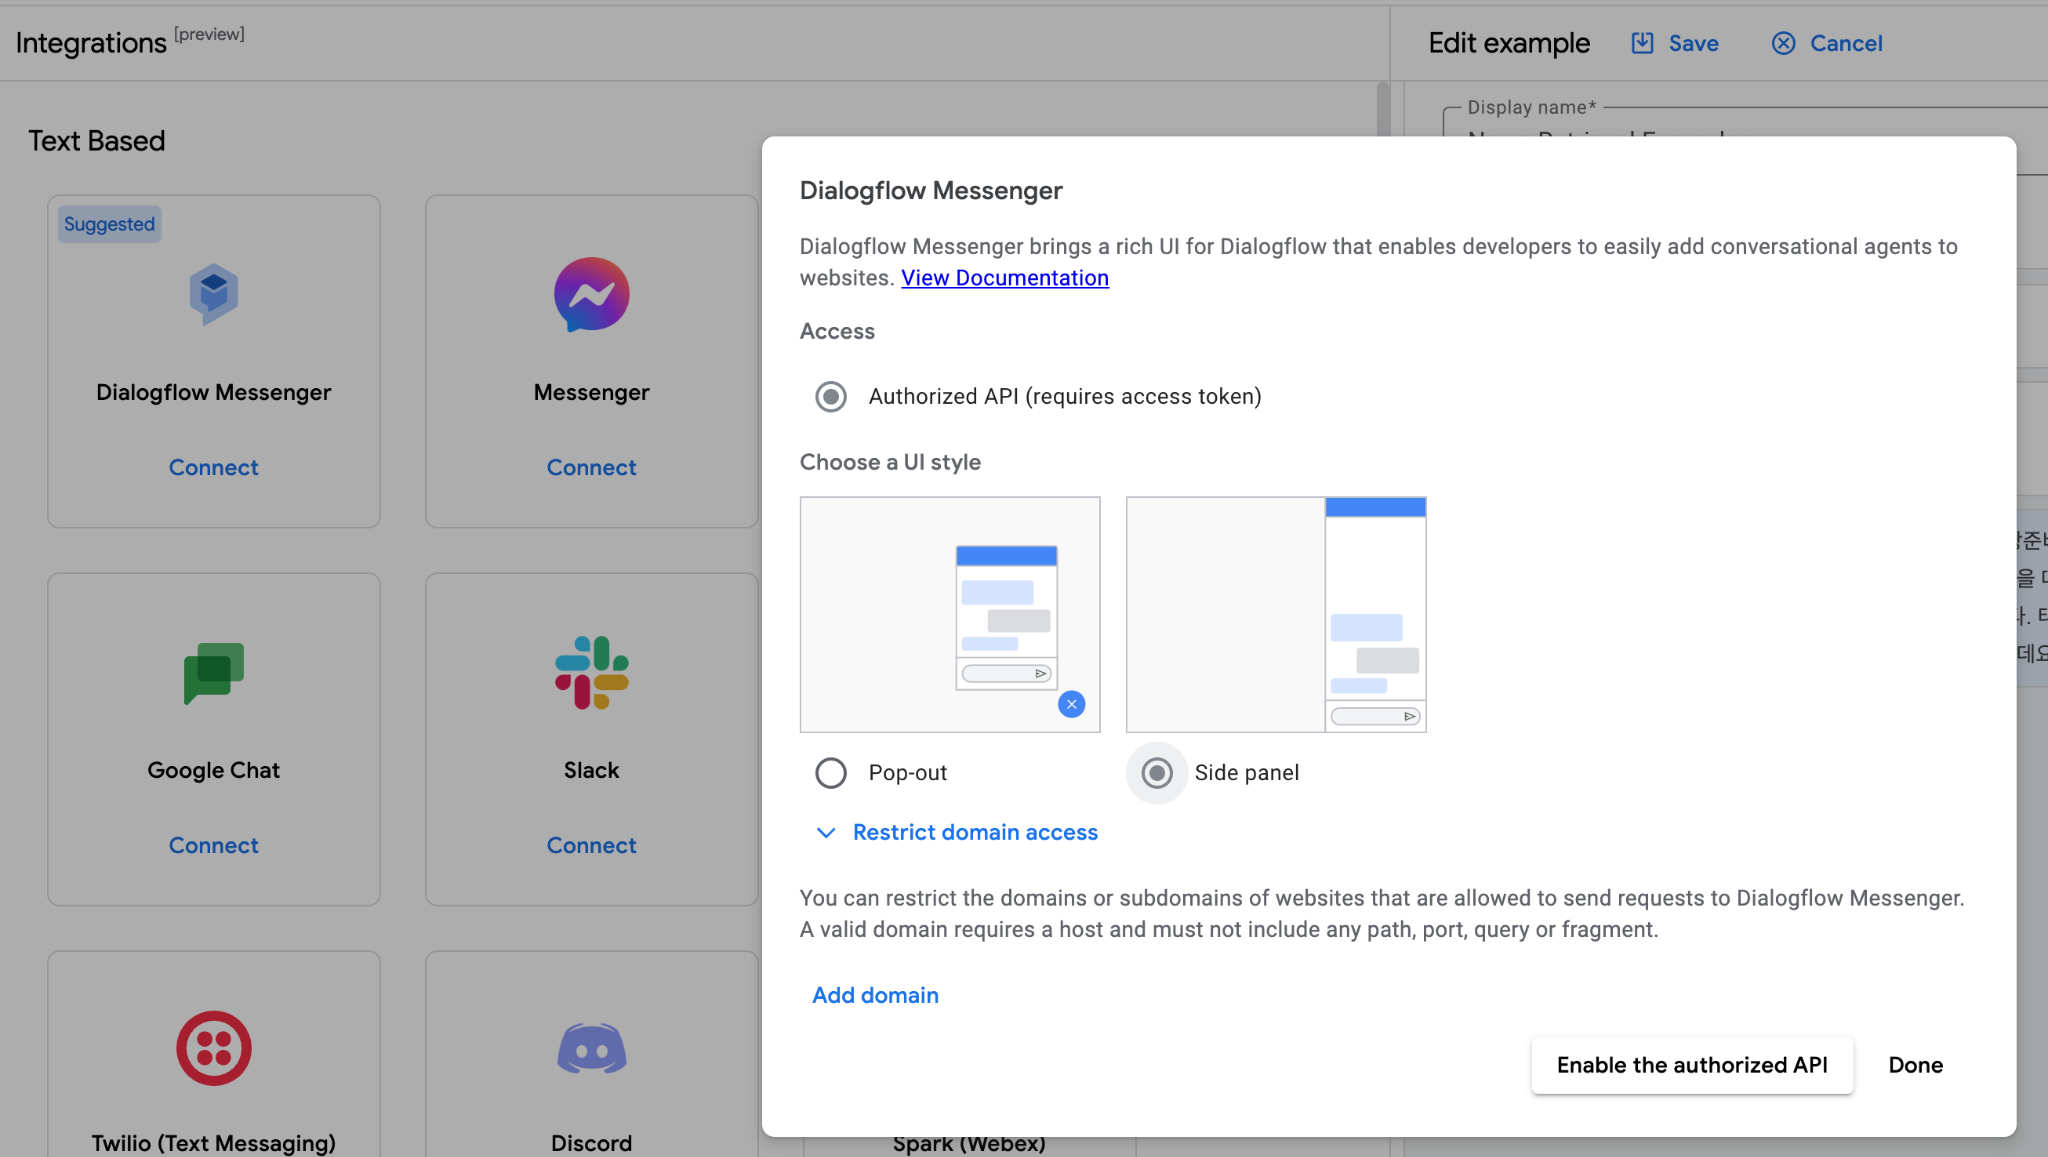 Integrations [preview]
Edit example
Save
Cancel
Display name*
Text Based
Suggested
Dialogflow Messenger
Connect
Messenger
Connect
Google Chat
Connect
Slack
Connect
Twilio (Text Messaging)
Discord
Spark (Webex)
Dialogflow Messenger
Dialogflow Messenger brings a rich UI for Dialogflow that enables developers to easily add conversational agents to
websites. View Documentation
Access
Authorized API (requires access token)
Choose a UI style
Pop-out
Side panel
Restrict domain access
You can restrict the domains or subdomains of websites that are allowed to send requests to Dialogflow Messenger.
A valid domain requires a host and must not include any path, port, query or fragment.
Add domain
Enable the authorized API
Done